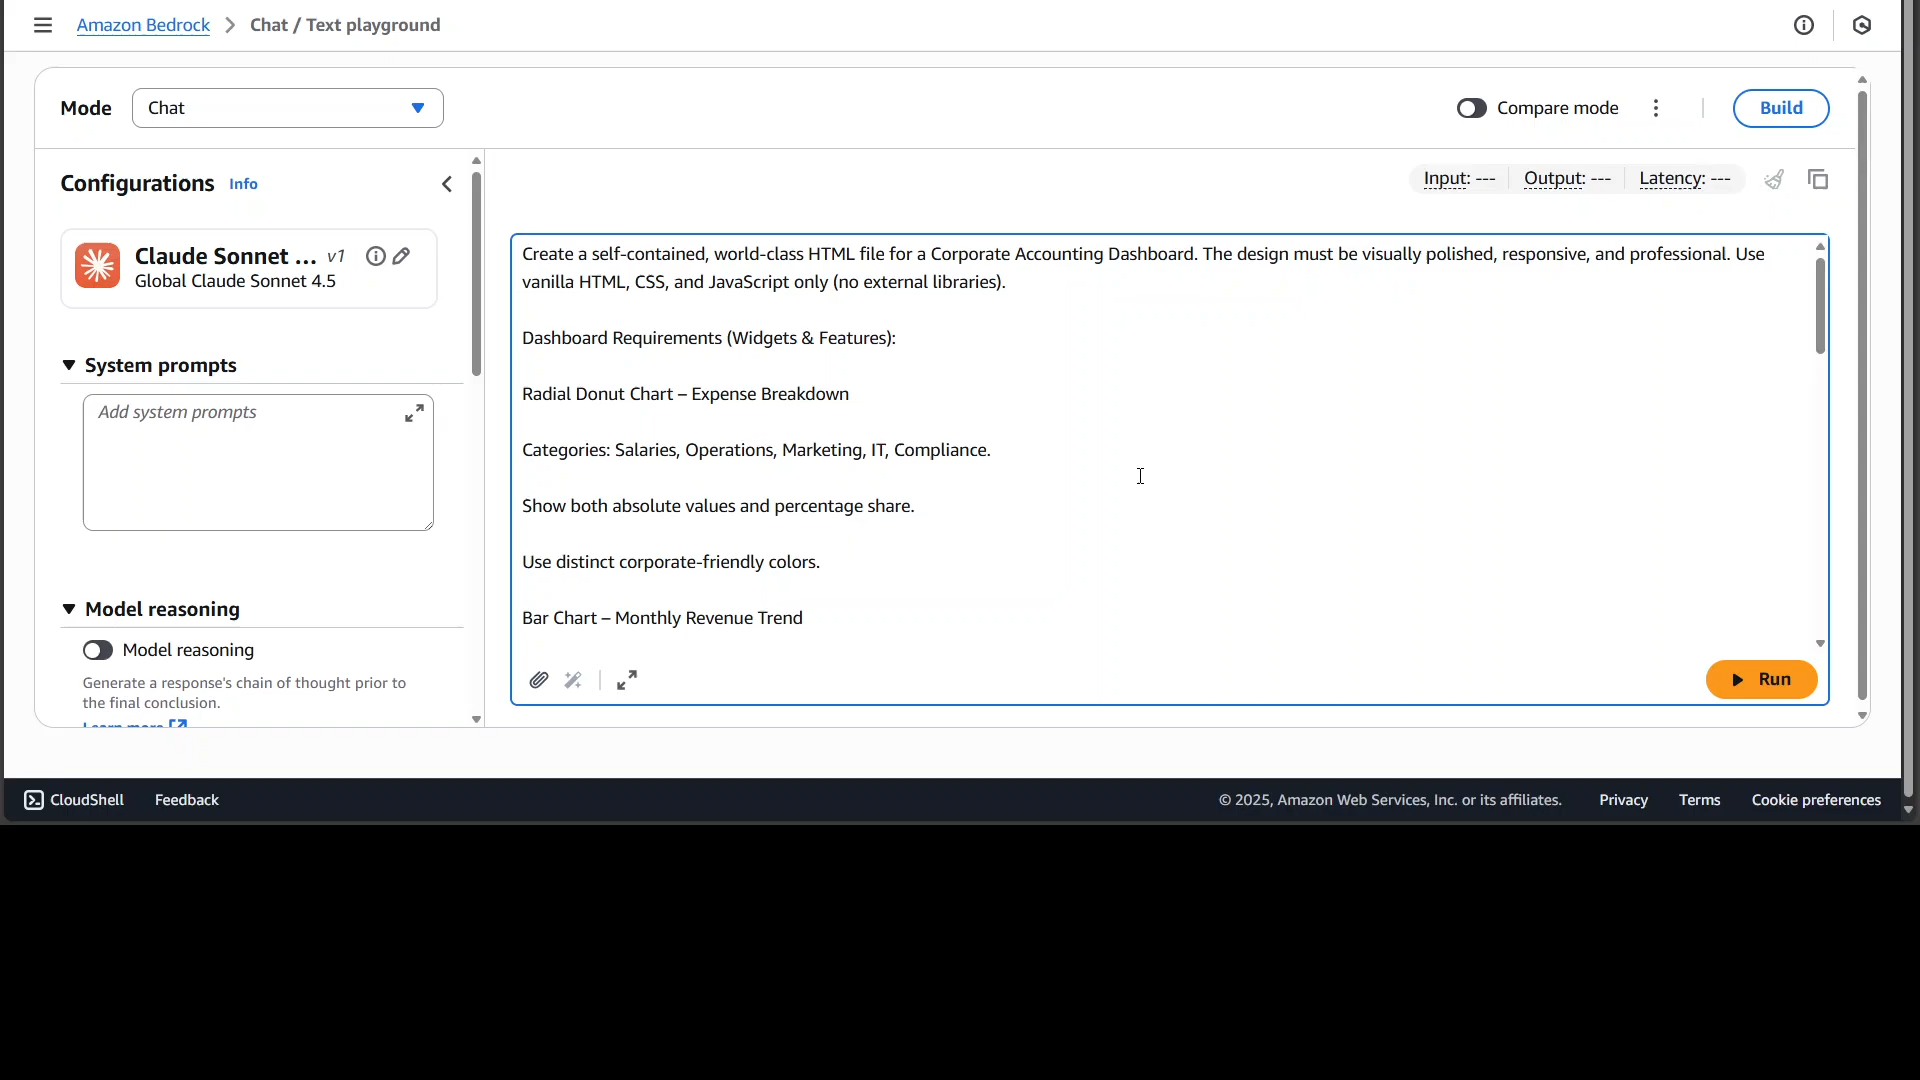 Amazon Bedrock
Chat / Text playground
Mode
Chat
Compare mode
Build
Configurations
Info
Input: ---
Output: ---
Latency: ---
Claude Sonnet ...
v1
Global Claude Sonnet 4.5
System prompts
Add system prompts
Model reasoning
Model reasoning
Generate a response's chain of thought prior to
the final conclusion.
Learn more
Create a self-contained, world-class HTML file for a Corporate Accounting Dashboard. The design must be visually polished, responsive, and professional. Use
vanilla HTML, CSS, and JavaScript only (no external libraries).
Dashboard Requirements (Widgets & Features):
Radial Donut Chart – Expense Breakdown
Categories: Salaries, Operations, Marketing, IT, Compliance.
Show both absolute values and percentage share.
Use distinct corporate-friendly colors.
Bar Chart – Monthly Revenue Trend
Run
CloudShell
Feedback
© 2025, Amazon Web Services, Inc. or its affiliates.
Privacy
Terms
Cookie preferences